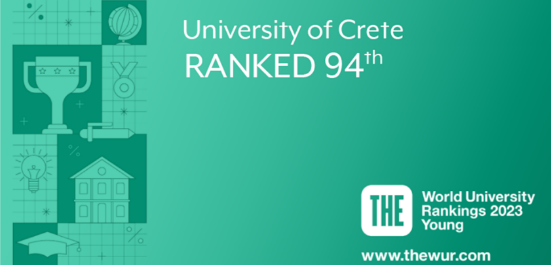 University of Crete
RANKED 94th
THE
World University
Rankings 2023
Young
www.thewur.com